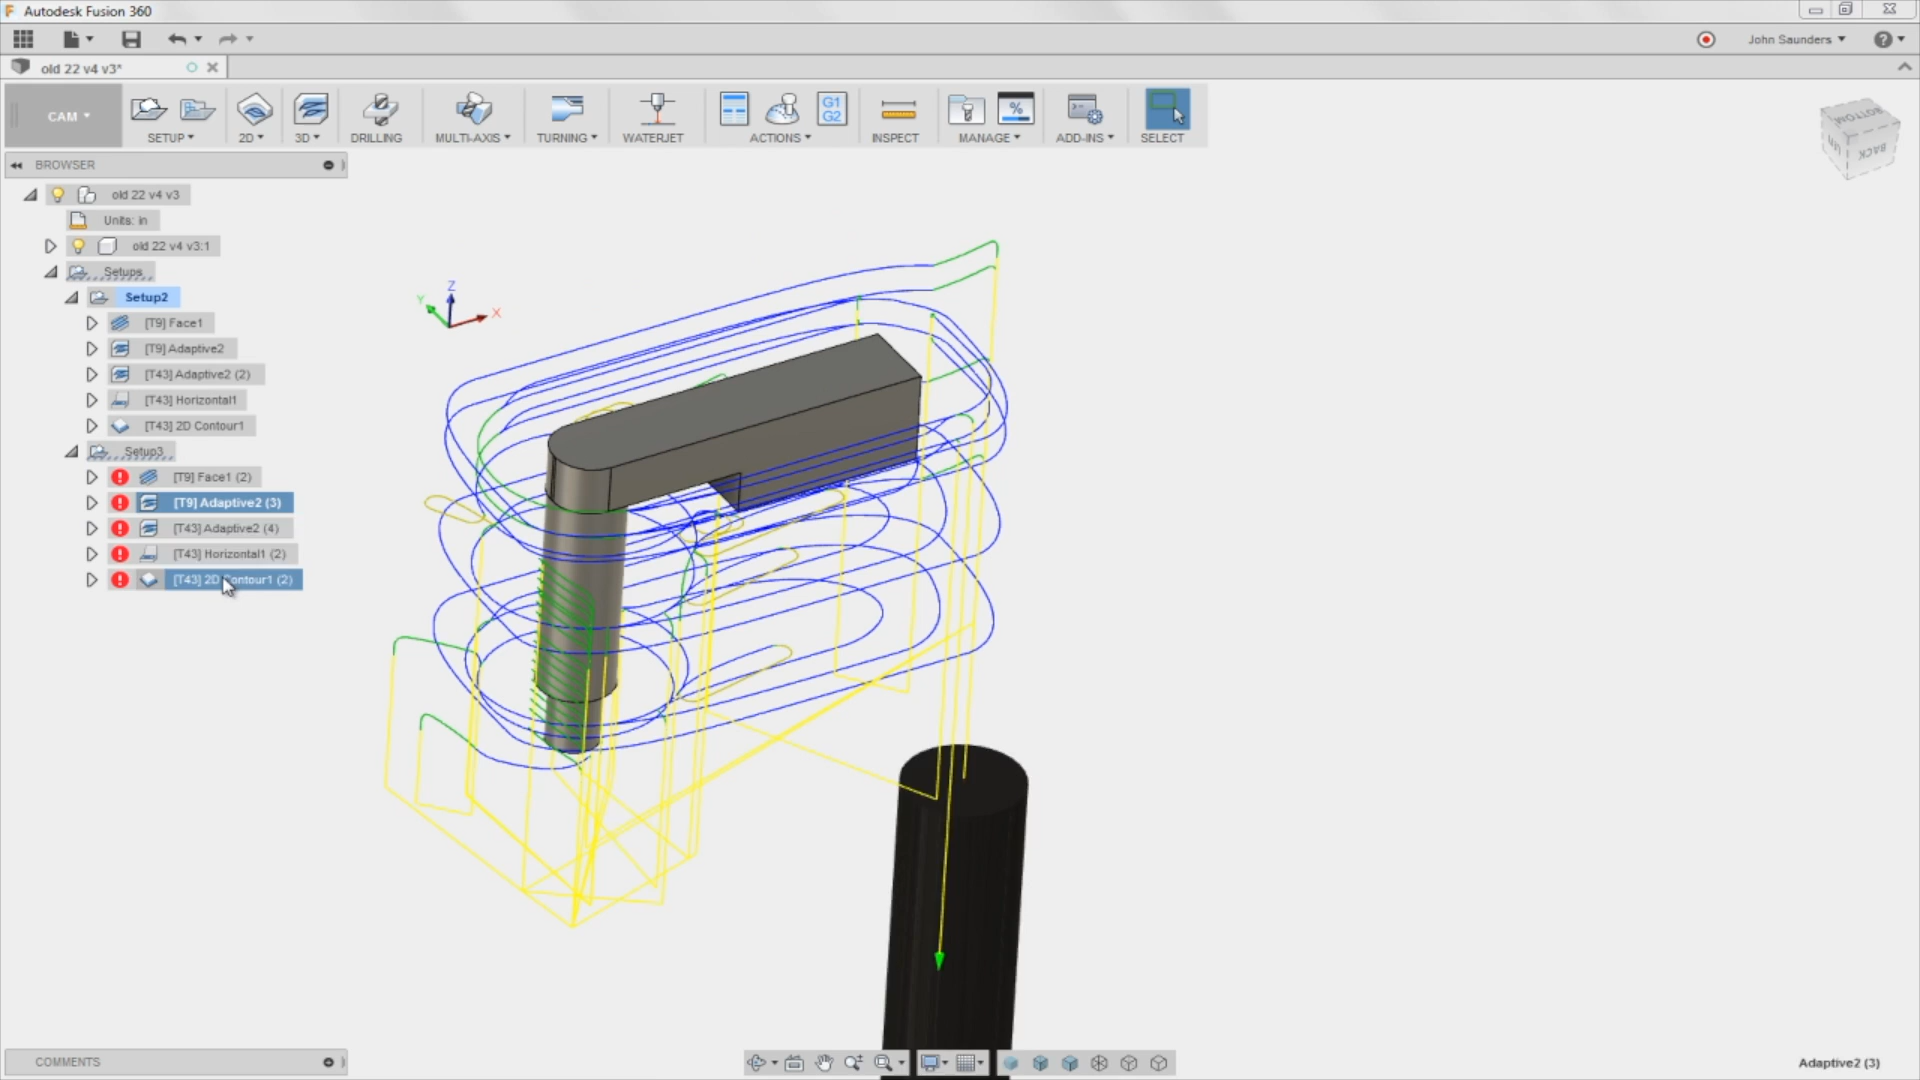 Autodesk Fusion 360
John Saunders
old 22 v4 v3*
CAM
SETUP
2D
3D
DRILLING
MULTI-AXIS
TURNING
WATERJET
G1
G2
ACTIONS
INSPECT
%
MANAGE
ADD-INS
SELECT
BOTTOM
BACK
BROWSER
old 22 v4 v3
Units: in
old 22 v4 v3:1
Setups
Setup2
[T9] Face1
[T9] Adaptive2
[T43] Adaptive2 (2)
[T43] Horizontal1
[T43] 2D Contour1
Setup3
[T9] Face1 (2)
[T9] Adaptive2 (3)
[T43] Adaptive2 (4)
[T43] Horizontal1 (2)
[T43] 2D Contour1 (2)
Z
Y
X
COMMENTS
Adaptive2 (3)